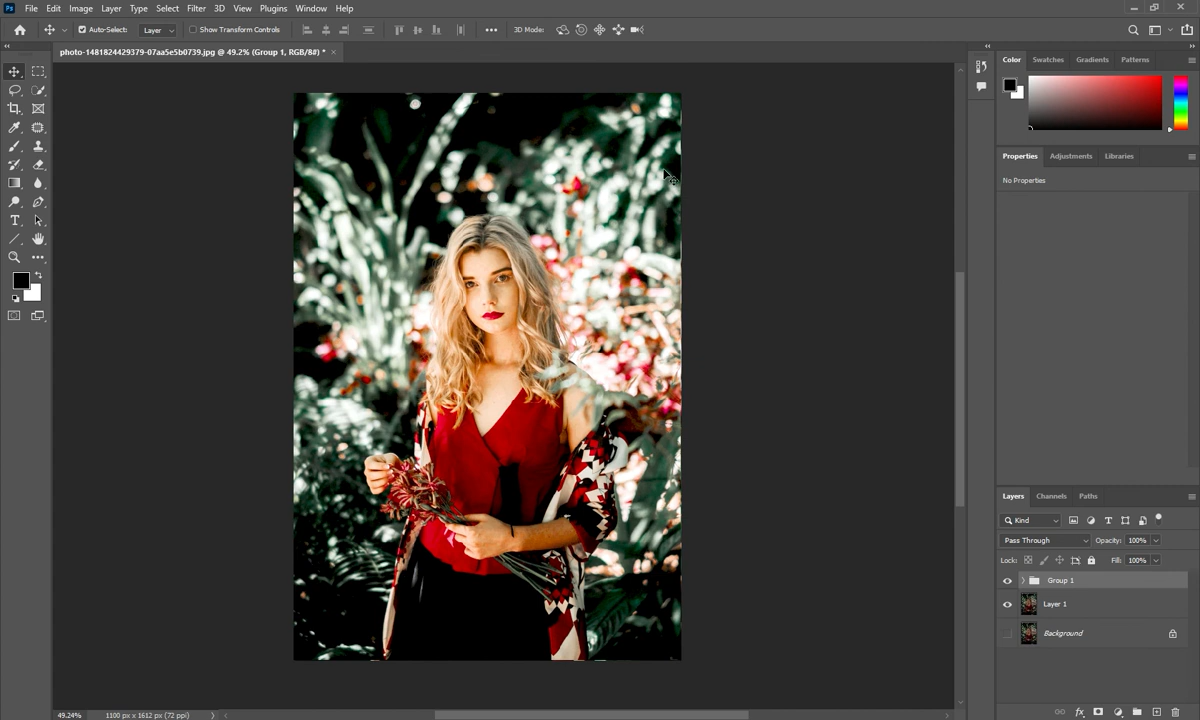 Ps File Edit Image Layer Type Select Filter 3D View Plugins Window Help
Auto-Select: Layer Show Transform Controls 3D Mode:
photo-1481824429379-07aa5e5b0739.jpg @ 49.2% (Group 1, RGB/8#) * ×
Color Swatches Gradients Patterns
Properties Adjustments Libraries
No Properties
Layers Channels Paths
Kind
Pass Through Opacity: 100%
Lock: Fill: 100%
Group 1
Layer 1
Background
49.24% 1100 px x 1612 px (72 ppi)